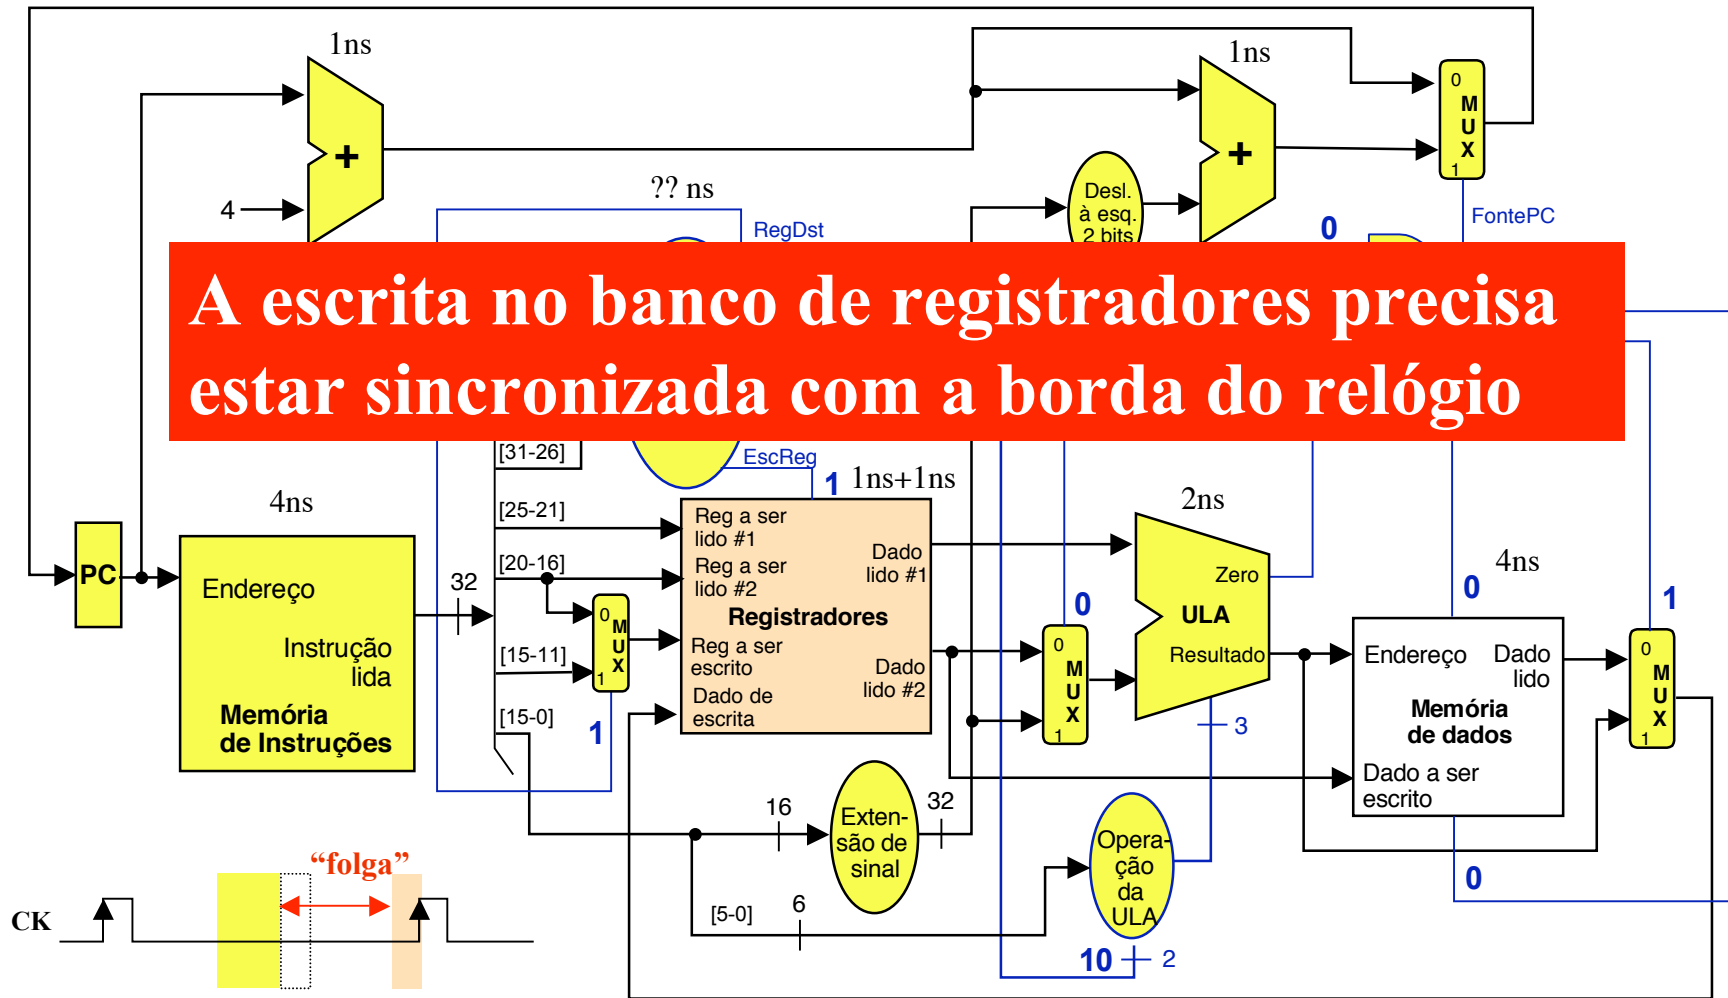 1ns
1ns
0
M
U
X
1
+
+
?? ns
4
Desl.
à esq.
2 bits
RegDst
FontePC
0
A escrita no banco de registradores precisa
estar sincronizada com a borda do relógio
[31-26]
EscReg
1
1ns+1ns
4ns
[25-21]
2ns
Reg a ser
lido #1
Dado
lido #1
PC
[20-16]
Reg a ser
lido #2
Zero
4ns
32
Endereço
0
1
0
Registradores
ULA
0
M
U
X
1
Instrução
lida
[15-11]
Reg a ser
escrito
Dado
lido #2
0
M
U
X
1
Resultado
Endereço
Dado
lido
0
M
U
X
1
Memória
de Instruções
[15-0]
Dado de
escrita
1
3
Memória
de dados
Dado a ser
escrito
16
32
Exten-
são de
sinal
Opera-
ção
da
ULA
0
“folga”
CK
[5-0]
6
10
2